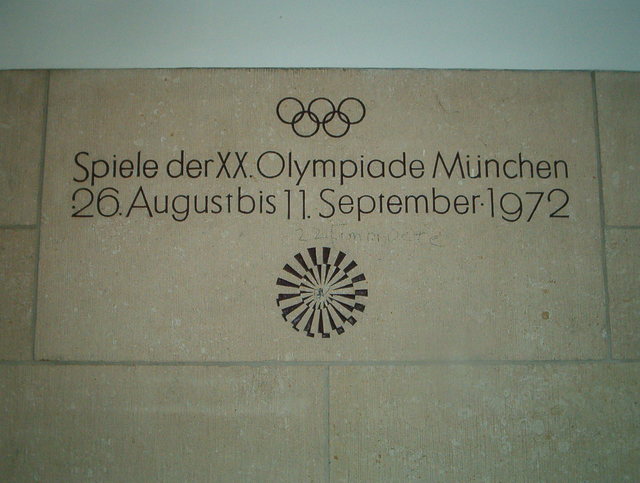 Spiele der XX. Olympiade München
26. August bis 11. September 1972